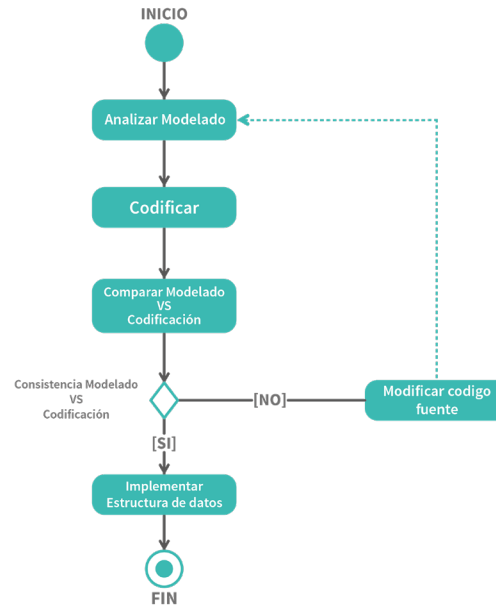 INICIO
Analizar Modelado
Codificar
Comparar Modelado
VS
Codificación
Consistencia Modelado
VS
Codificación
[NO]
Modificar codigo
fuente
[SI]
Implementar
Estructura de datos
FIN